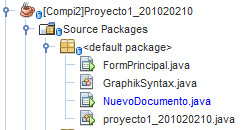 [Compi2]Proyecto1_201020210
Source Packages
<default package>
FormPrincipal.java
GraphikSyntax.java
NuevoDocumento.java
proyecto1_201020210.java